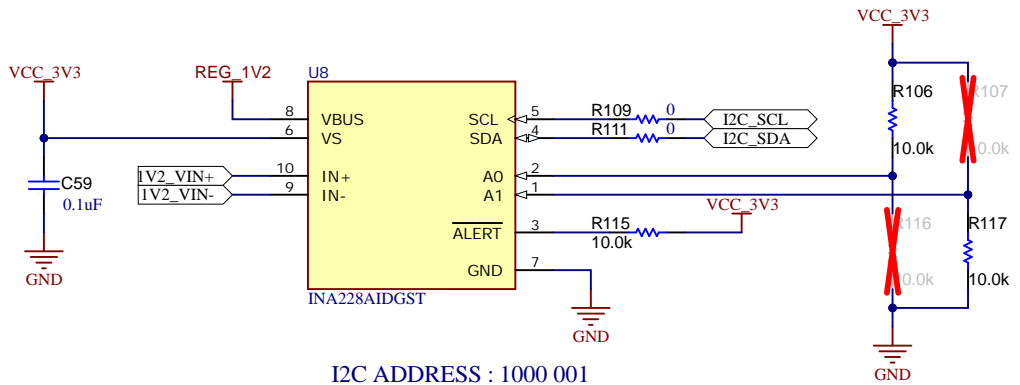 VCC_3V3
VCC_3V3
REG_1V2
U8
R106
R107
8 VBUS
SCL 5
R109 0
I2C_SCL
6 VS
SDA 4
R111 0
I2C_SDA
10.0k
0.0k
1V2_VIN+
10 IN+
A0 2
1V2_VIN-
9 IN-
A1 1
C59
0.1uF
VCC_3V3
ALERT 3
R115
10.0k
116
R117
GND 7
0.0k
10.0k
GND
INA228AIDGST
GND
GND
I2C ADDRESS : 1000 001